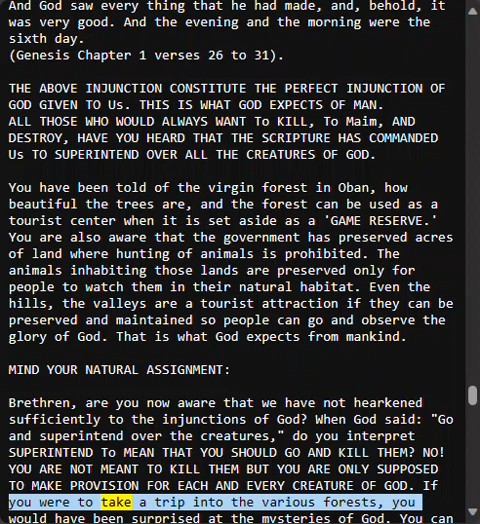 And God saw every thing that he had made, and, behold, it
was very good. And the evening and the morning were the
sixth day.
(Genesis Chapter 1 verses 26 to 31).
THE ABOVE INJUNCTION CONSTITUTE THE PERFECT INJUNCTION OF
GOD GIVEN TO Us. THIS IS WHAT GOD EXPECTS OF MAN.
ALL THOSE WHO WOULD ALWAYS WANT To KILL, To Maim, AND
DESTROY, HAVE YOU HEARD THAT THE SCRIPTURE HAS COMMANDED
Us TO SUPERINTEND OVER ALL THE CREATURES OF GOD.
You have been told of the virgin forest in Oban, how
beautiful the trees are, and the forest can be used as a
tourist center when it is set aside as a 'GAME RESERVE.'
You are also aware that the government has preserved acres
of land where hunting of animals is prohibited. The
animals inhabiting those lands are preserved only for
people to watch them in their natural habitat. Even the
hills, the valleys are a tourist attraction if they can be
preserved and maintained so people can go and observe the
glory of God. That is what God expects from mankind.
MIND YOUR NATURAL ASSIGNMENT:
Brethren, are you now aware that we have not hearkened
sufficiently to the injunctions of God? When God said: "Go
and superintend over the creatures," do you interpret
SUPERINTEND To MEAN THAT YOU SHOULD GO AND KILL THEM? NO!
YOU ARE NOT MEANT TO KILL THEM BUT YOU ARE ONLY SUPPOSED
TO MAKE PROVISION FOR EACH AND EVERY CREATURE OF GOD. If
you were to take a trip into the various forests, you
would have been surprised at the mysteries of God. You can